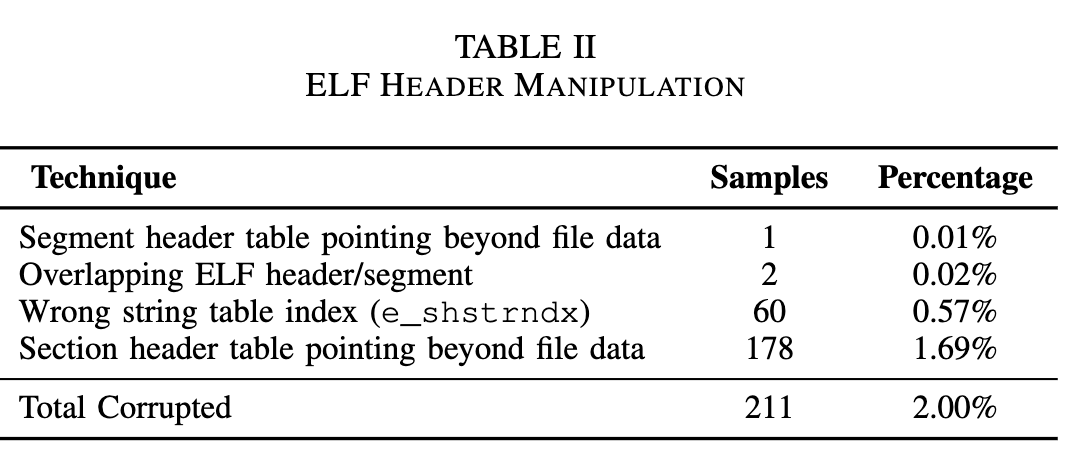 TABLE II
ELF HEADER MANIPULATION
Technique Samples Percentage
Segment header table pointing beyond file data 1 0.01%
Overlapping ELF header/segment 2 0.02%
Wrong string table index (e_shstrndx) 60 0.57%
Section header table pointing beyond file data 178 1.69%
Total Corrupted 211 2.00%